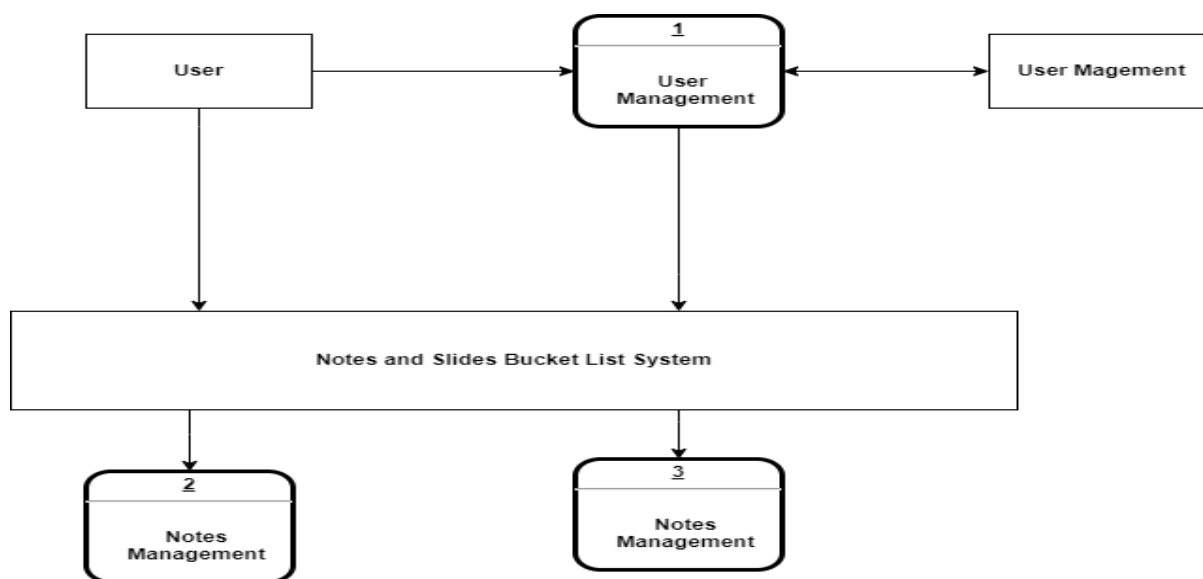 1
User
User
Management
User Magement
Notes and Slides Bucket List System
2
Notes
Management
3
Notes
Management